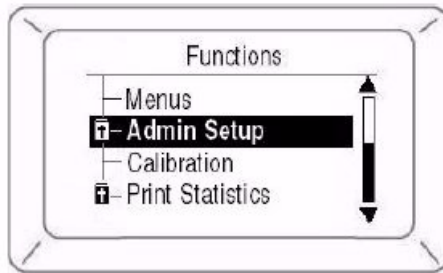 Functions
Menus
Admin Setup
Calibration
Print Statistics